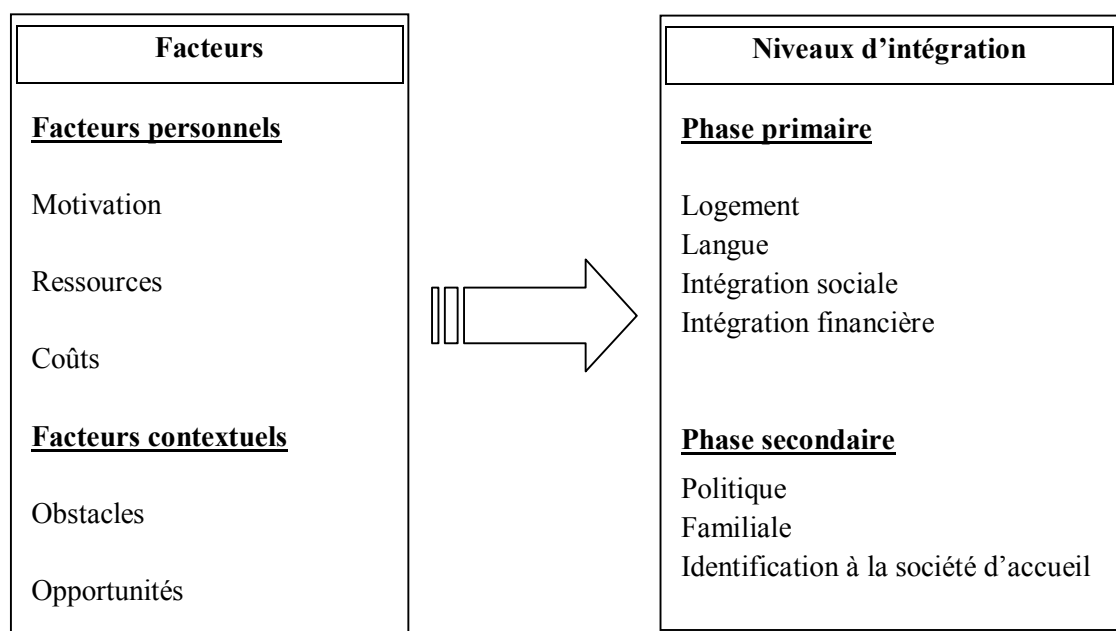 Facteurs
Facteurs personnels
Motivation
Ressources
Coûts
Facteurs contextuels
Obstacles
Opportunités
Niveaux d’intégration
Phase primaire
Logement
Langue
Intégration sociale
Intégration financière
Phase secondaire
Politique
Familiale
Identification à la société d’accueil